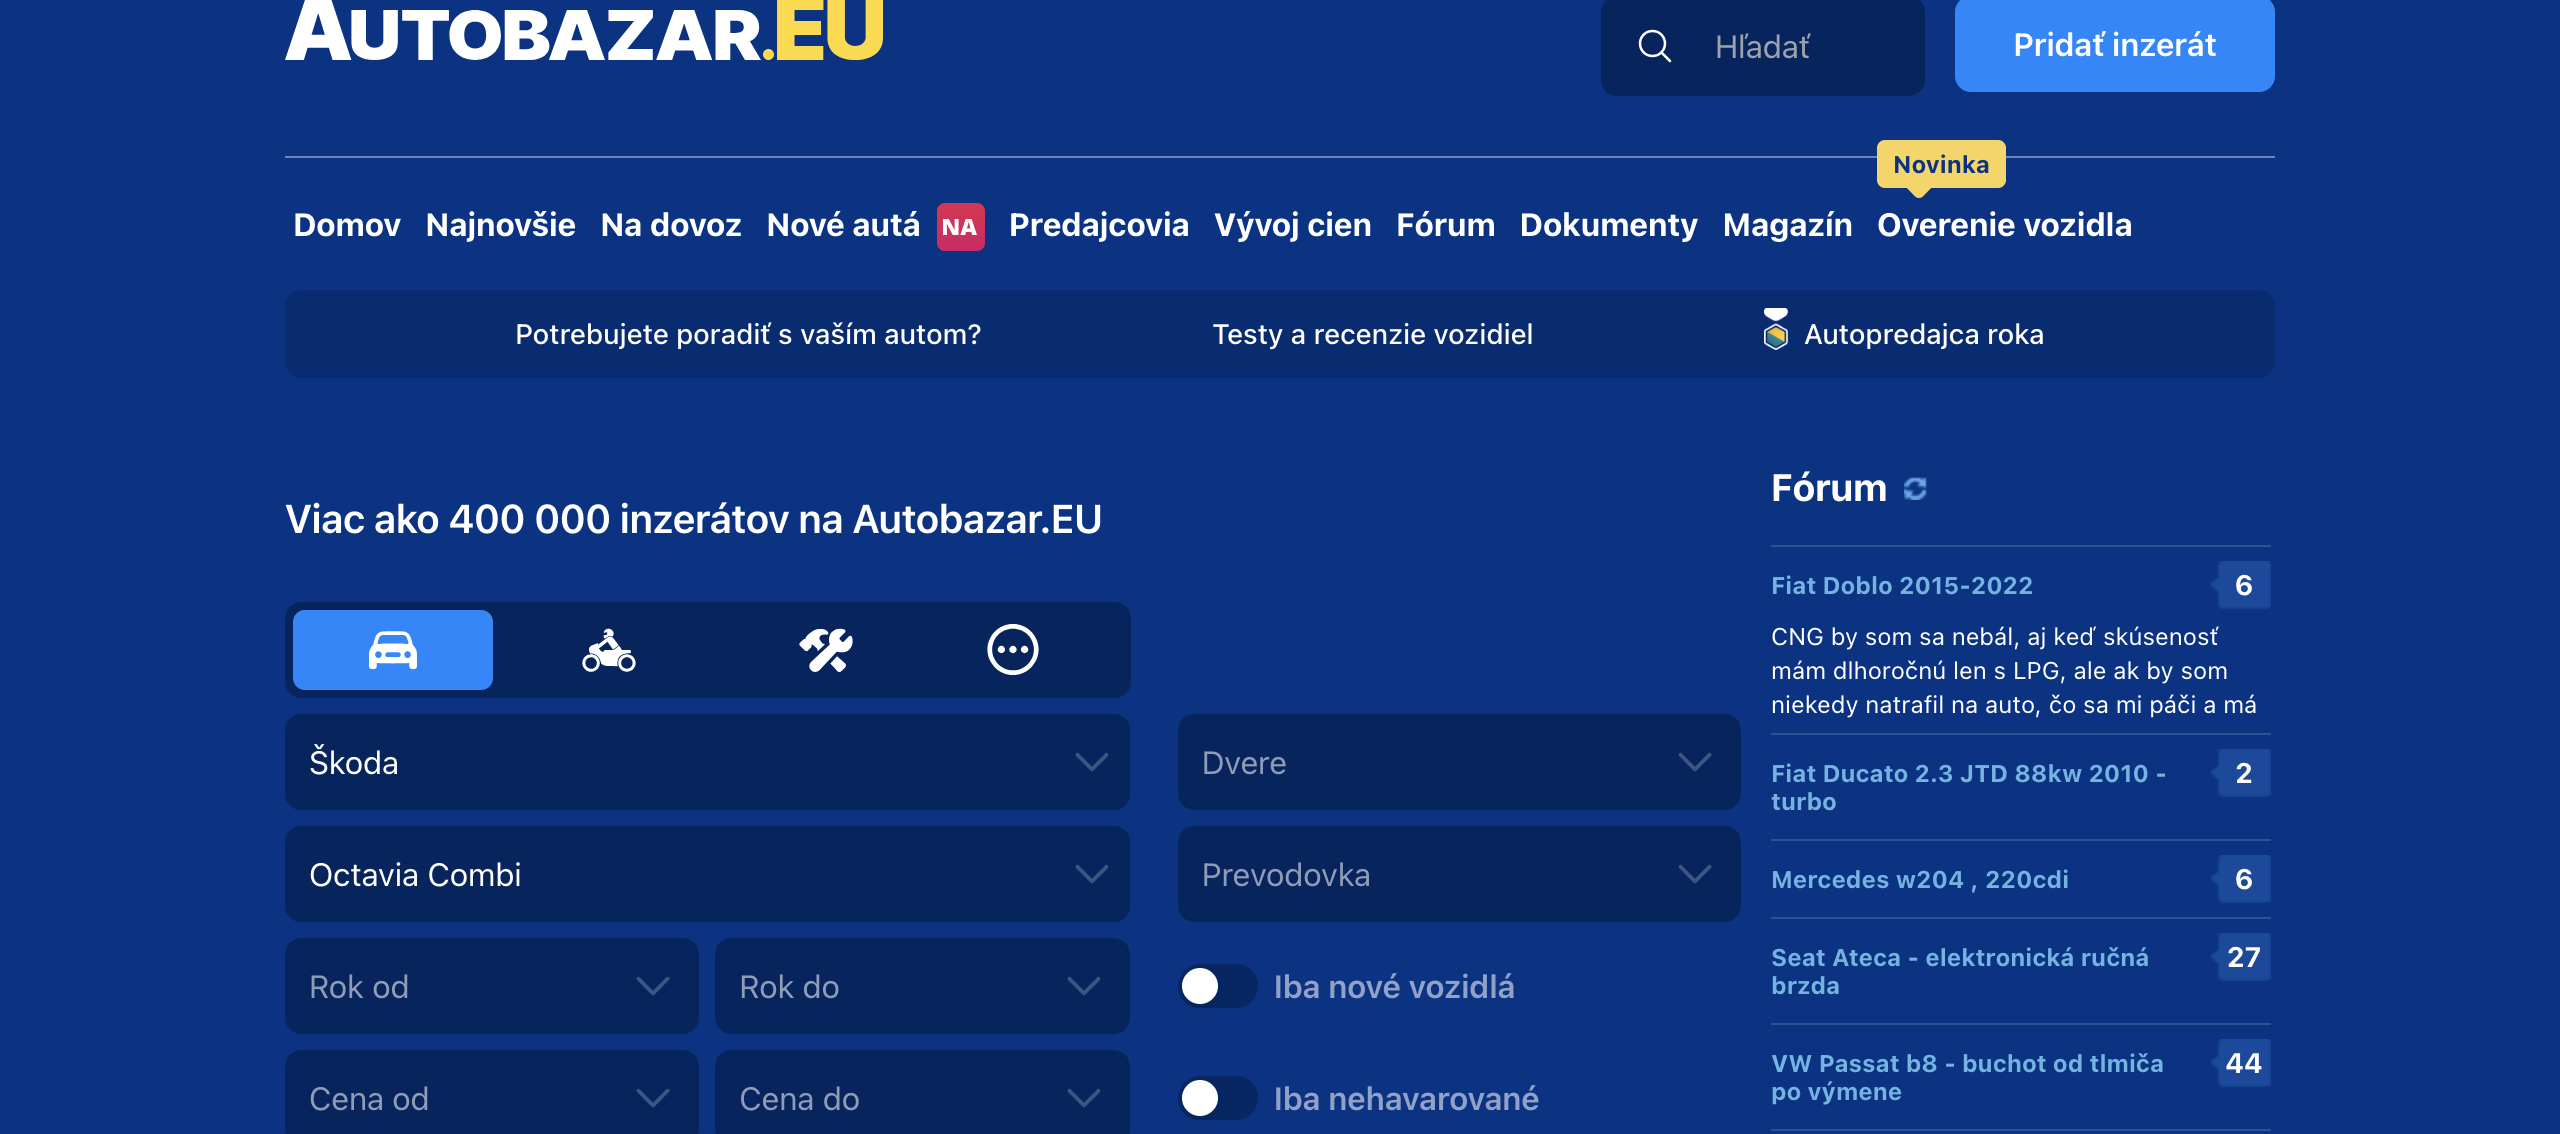 AUTOBAZAR.EU
Hľadať
Pridať inzerát
Novinka
Domov Najnovšie Na dovoz Nové autá NA Predajcovia Vývoj cien Fórum Dokumenty Magazín Overenie vozidla
Potrebujete poradiť s vaším autom? Testy a recenzie vozidiel Autopredajca roka
Viac ako 400 000 inzerátov na Autobazar.EU
Škoda
Dvere
Octavia Combi
Prevodovka
Rok od
Rok do
Iba nové vozidlá
Cena od
Cena do
Iba nehavarované
Fórum
Fiat Doblo 2015-2022 6
CNG by som sa nebál, aj keď skúsenosť
mám dlhoročnú len s LPG, ale ak by som
niekedy natrafil na auto, čo sa mi páči a má
Fiat Ducato 2.3 JTD 88kw 2010 - 2
turbo
Mercedes w204 , 220cdi 6
Seat Ateca - elektronická ručná 27
brzda
VW Passat b8 - buchot od tlmiča 44
po výmene